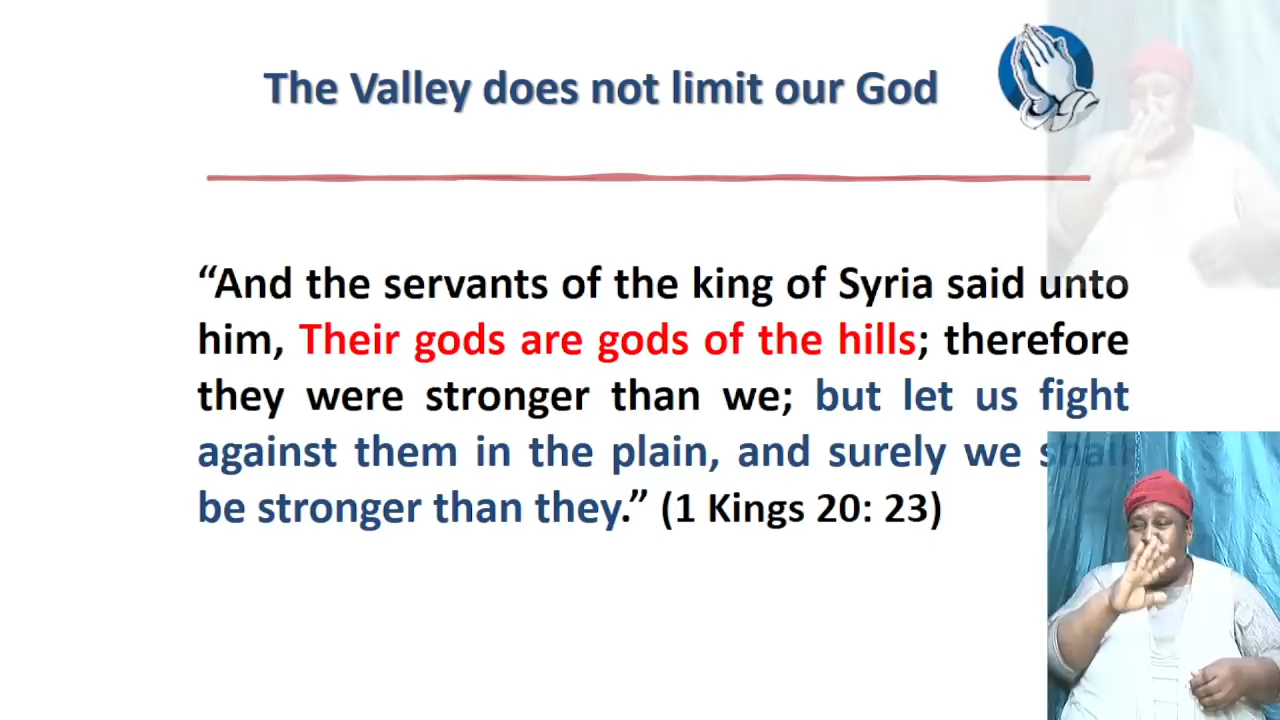 The Valley does not limit our God
“And the servants of the king of Syria said unto
him, Their gods are gods of the hills; therefore
they were stronger than we; but let us fight
against them in the plain, and surely we shall
be stronger than they.” (1 Kings 20: 23)